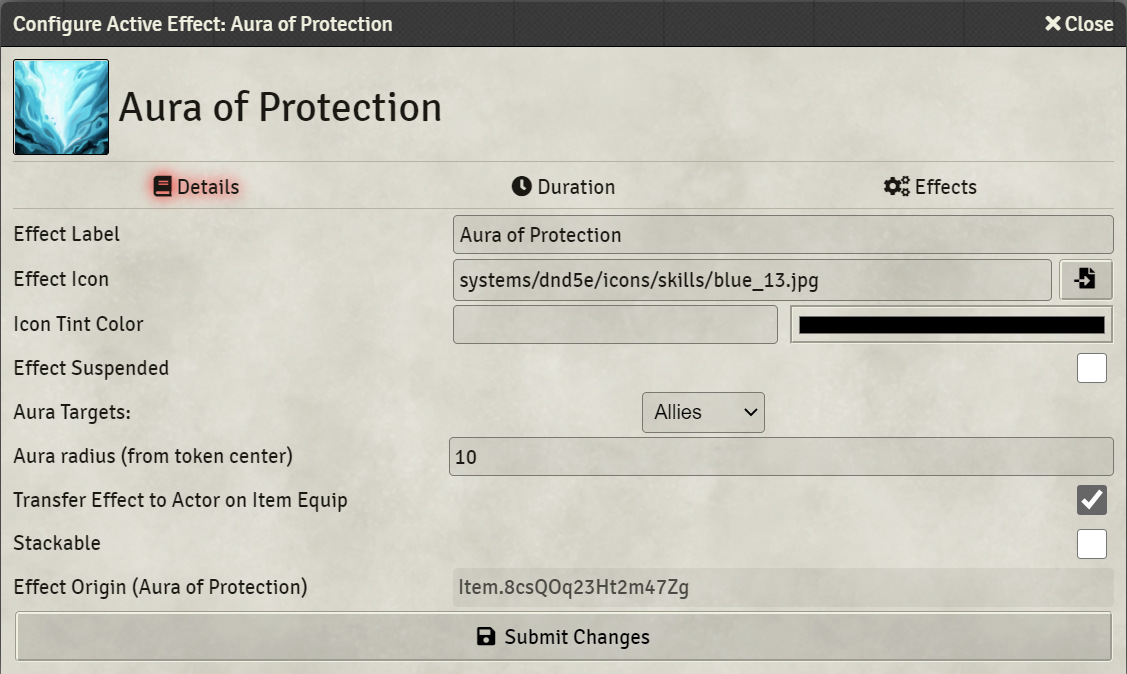 Configure Active Effect: Aura of Protection
Close
Aura of Protection
Details Duration Effects
Effect Label Aura of Protection
Effect Icon systems/dnd5e/icons/skills/blue_13.jpg
Icon Tint Color
Effect Suspended
Aura Targets: Allies
Aura radius (from token center) 10
Transfer Effect to Actor on Item Equip
Stackable
Effect Origin (Aura of Protection) Item.8csQOq23Ht2m47Zg
Submit Changes